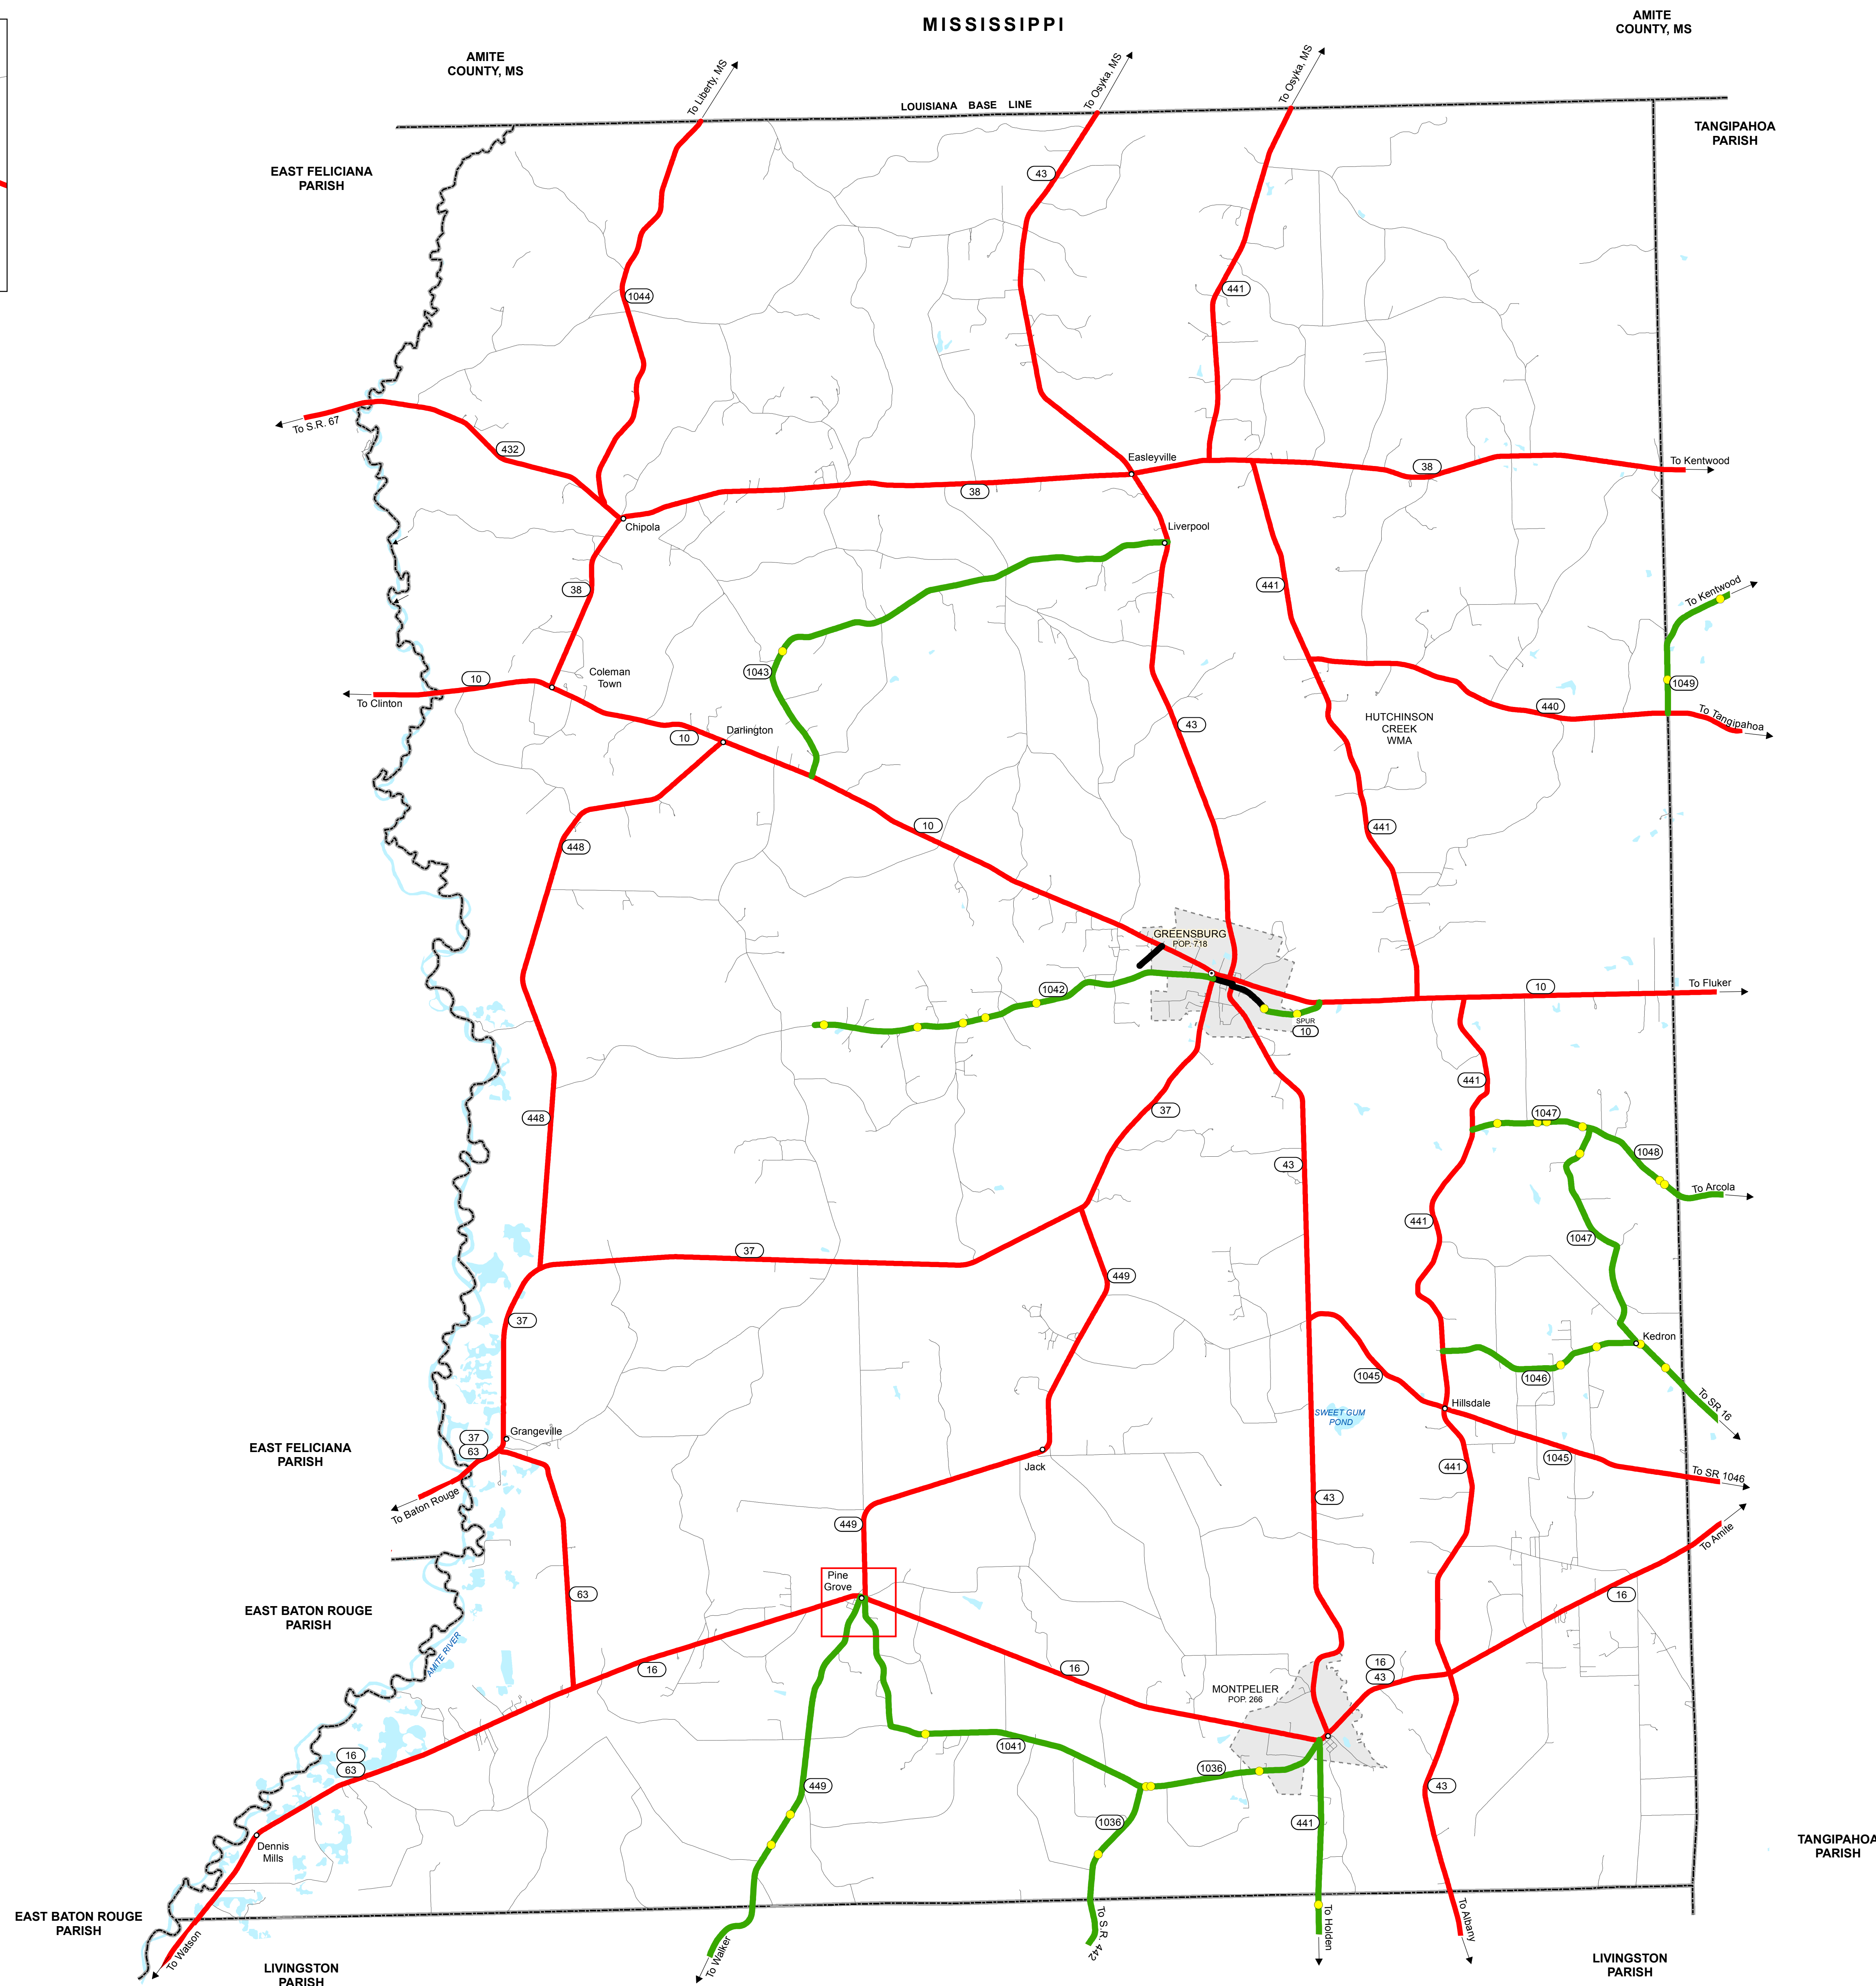 MISSISSIPPI
AMITE
COUNTY, MS
AMITE
COUNTY, MS
To Liberty, MS
To Osyka, MS
To Osyka, MS
LOUISIANA BASE LINE
TANGIPAHOA
PARISH
EAST FELICIANA
PARISH
43
441
1044
To S.R. 67
432
Easleyville
38
To Kentwood
38
Chipola
Liverpool
38
441
To Kentwood
1043
Coleman
Town
10
To Clinton
1049
440
To Tangipahoa
HUTCHINSON
CREEK
WMA
43
Darlington
10
448
10
441
GREENSBURG
POP. 718
1042
10
To Fluker
SPUR
10
441
37
448
1047
1048
43
To Arcola
441
1047
37
449
37
Kedron
1045
1046
To SR 16
Hillsdale
SWEET GUM
POND
Grangeville
37
63
EAST FELICIANA
PARISH
Jack
441
1045
To SR 1046
To Baton Rouge
43
449
To Amite
Pine
Grove
63
16
EAST BATON ROUGE
PARISH
AMITE RIVER
16
16
16
43
MONTPELIER
POP. 266
1041
16
63
1036
449
43
1036
441
Dennis
Mills
TANGIPAHOA
PARISH
EAST BATON ROUGE
PARISH
To Watson
To Walker
To S.R. 442
To Holden
To Albany
LIVINGSTON
PARISH
LIVINGSTON
PARISH